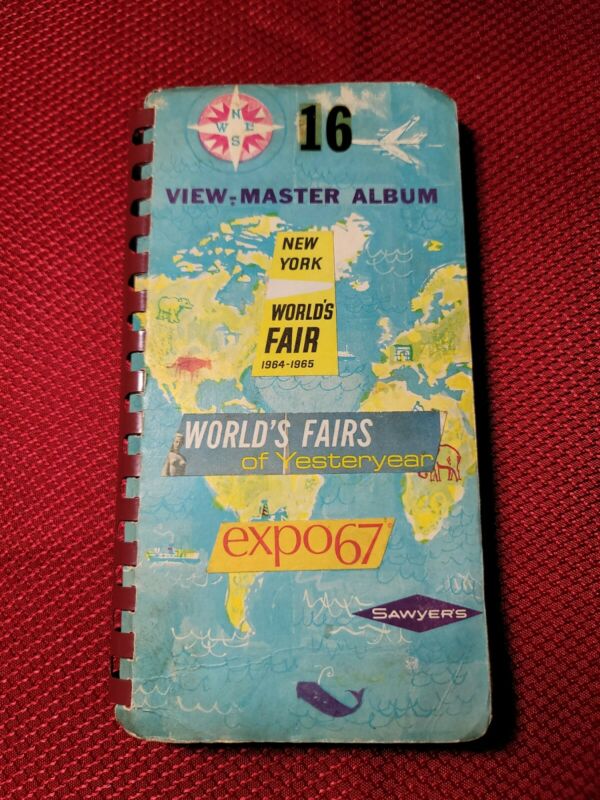 N
W E
S
16
VIEW-MASTER ALBUM
NEW
YORK
WORLD'S
FAIR
1964-1965
WORLD'S FAIRS
of Yesteryear
expo67
SAWYER'S